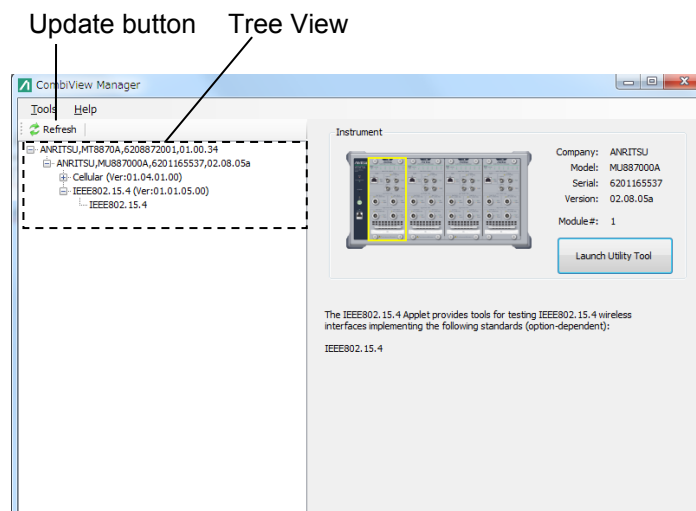 Update button Tree View
CombiView Manager
Tools Help
Refresh
ANRITSU,MT8870A,6208872001,01.00.34
ANRITSU,MU887000A,6201165537,02.08.05a
Cellular (Ver:01.04.01.00)
IEEE802.15.4 (Ver:01.01.05.00)
IEEE802.15.4
Instrument
Company: ANRITSU
Model: MU887000A
Serial: 6201165537
Version: 02.08.05a
Module#: 1
Launch Utility Tool
The IEEE802.15.4 Applet provides tools for testing IEEE802.15.4 wireless
interfaces implementing the following standards (option-dependent):
IEEE802.15.4